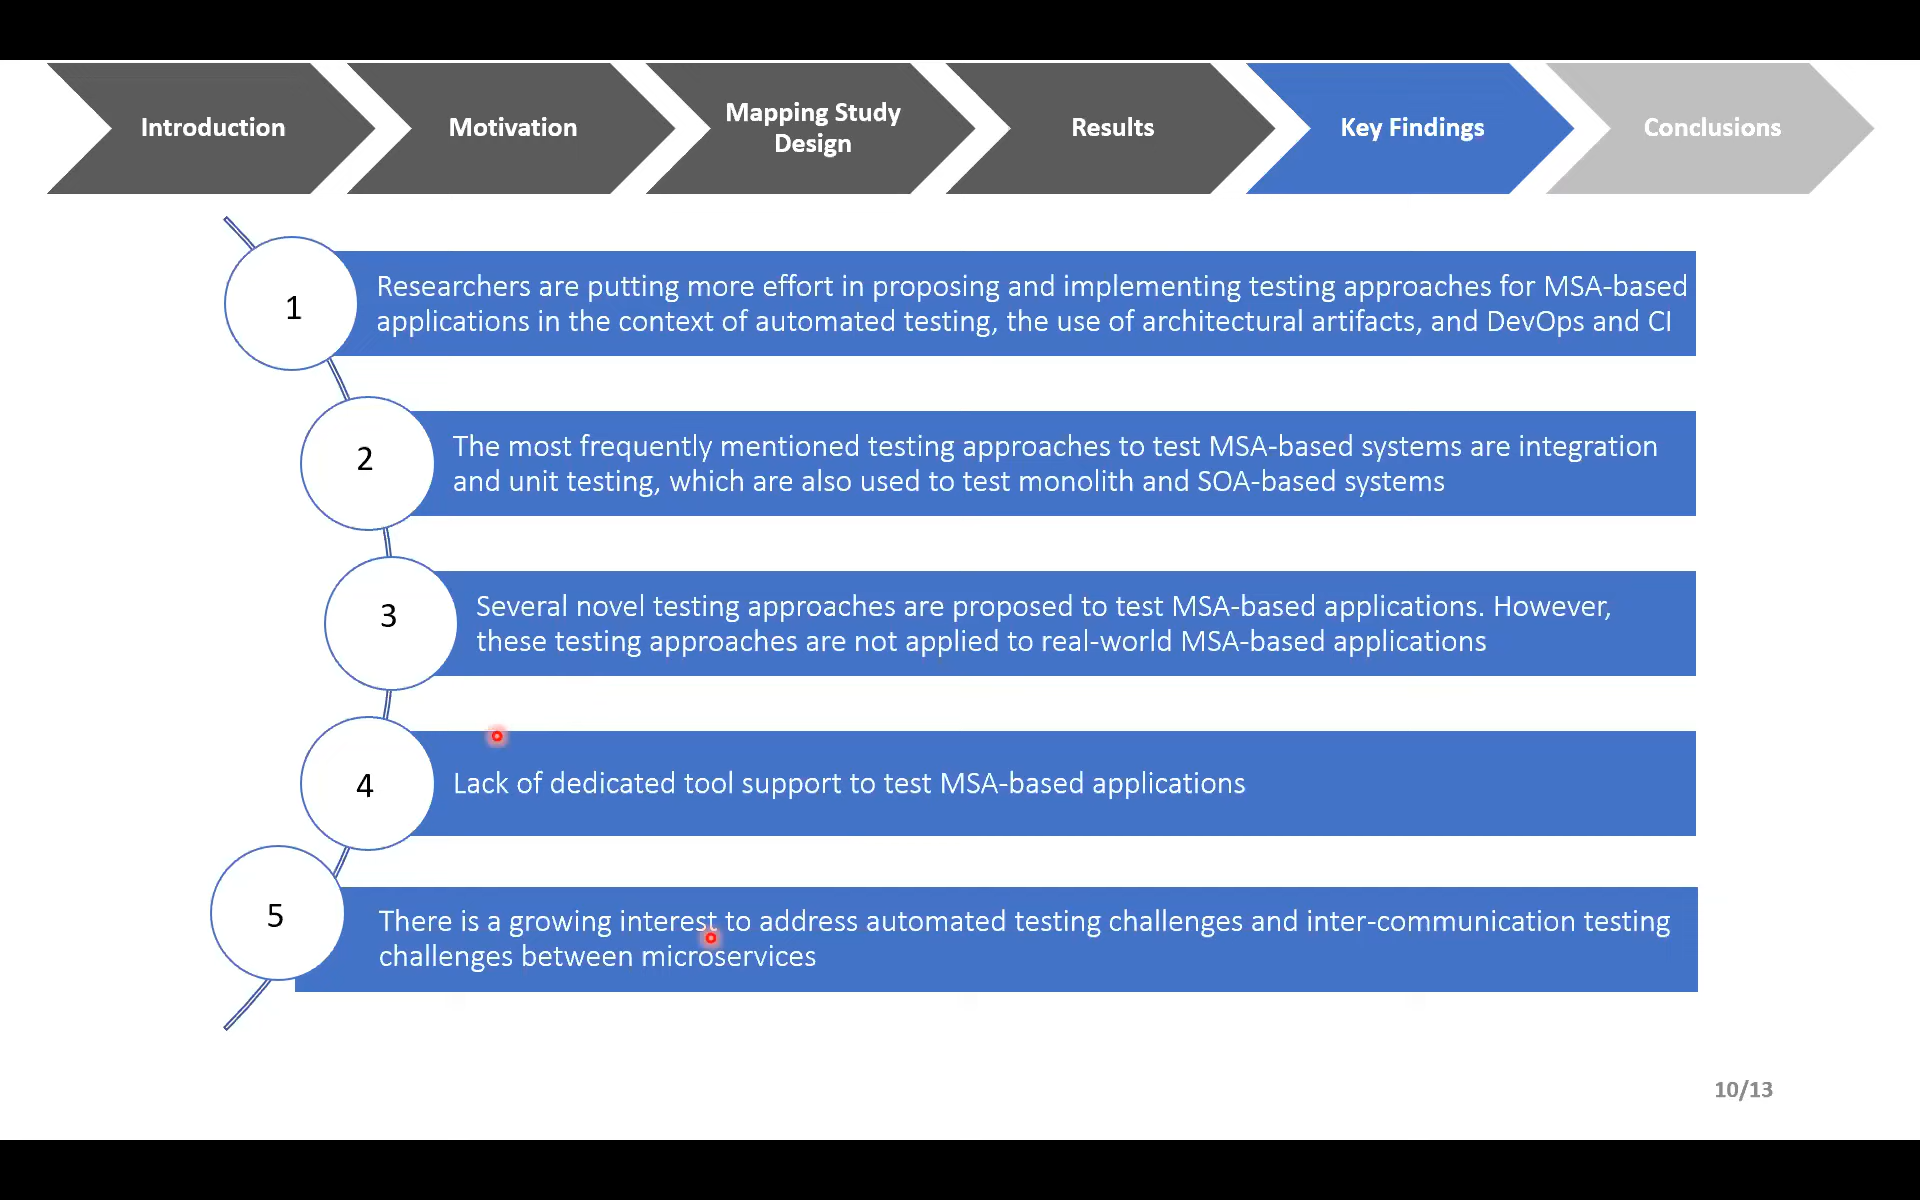 Introduction
Motivation
Mapping Study
Design
Results
Key Findings
Conclusions
1
Researchers are putting more effort in proposing and implementing testing approaches for MSA-based
applications in the context of automated testing, the use of architectural artifacts, and DevOps and CI
2
The most frequently mentioned testing approaches to test MSA-based systems are integration
and unit testing, which are also used to test monolith and SOA-based systems
3
Several novel testing approaches are proposed to test MSA-based applications. However,
these testing approaches are not applied to real-world MSA-based applications
4
Lack of dedicated tool support to test MSA-based applications
5
There is a growing interest to address automated testing challenges and inter-communication testing
challenges between microservices
10/13